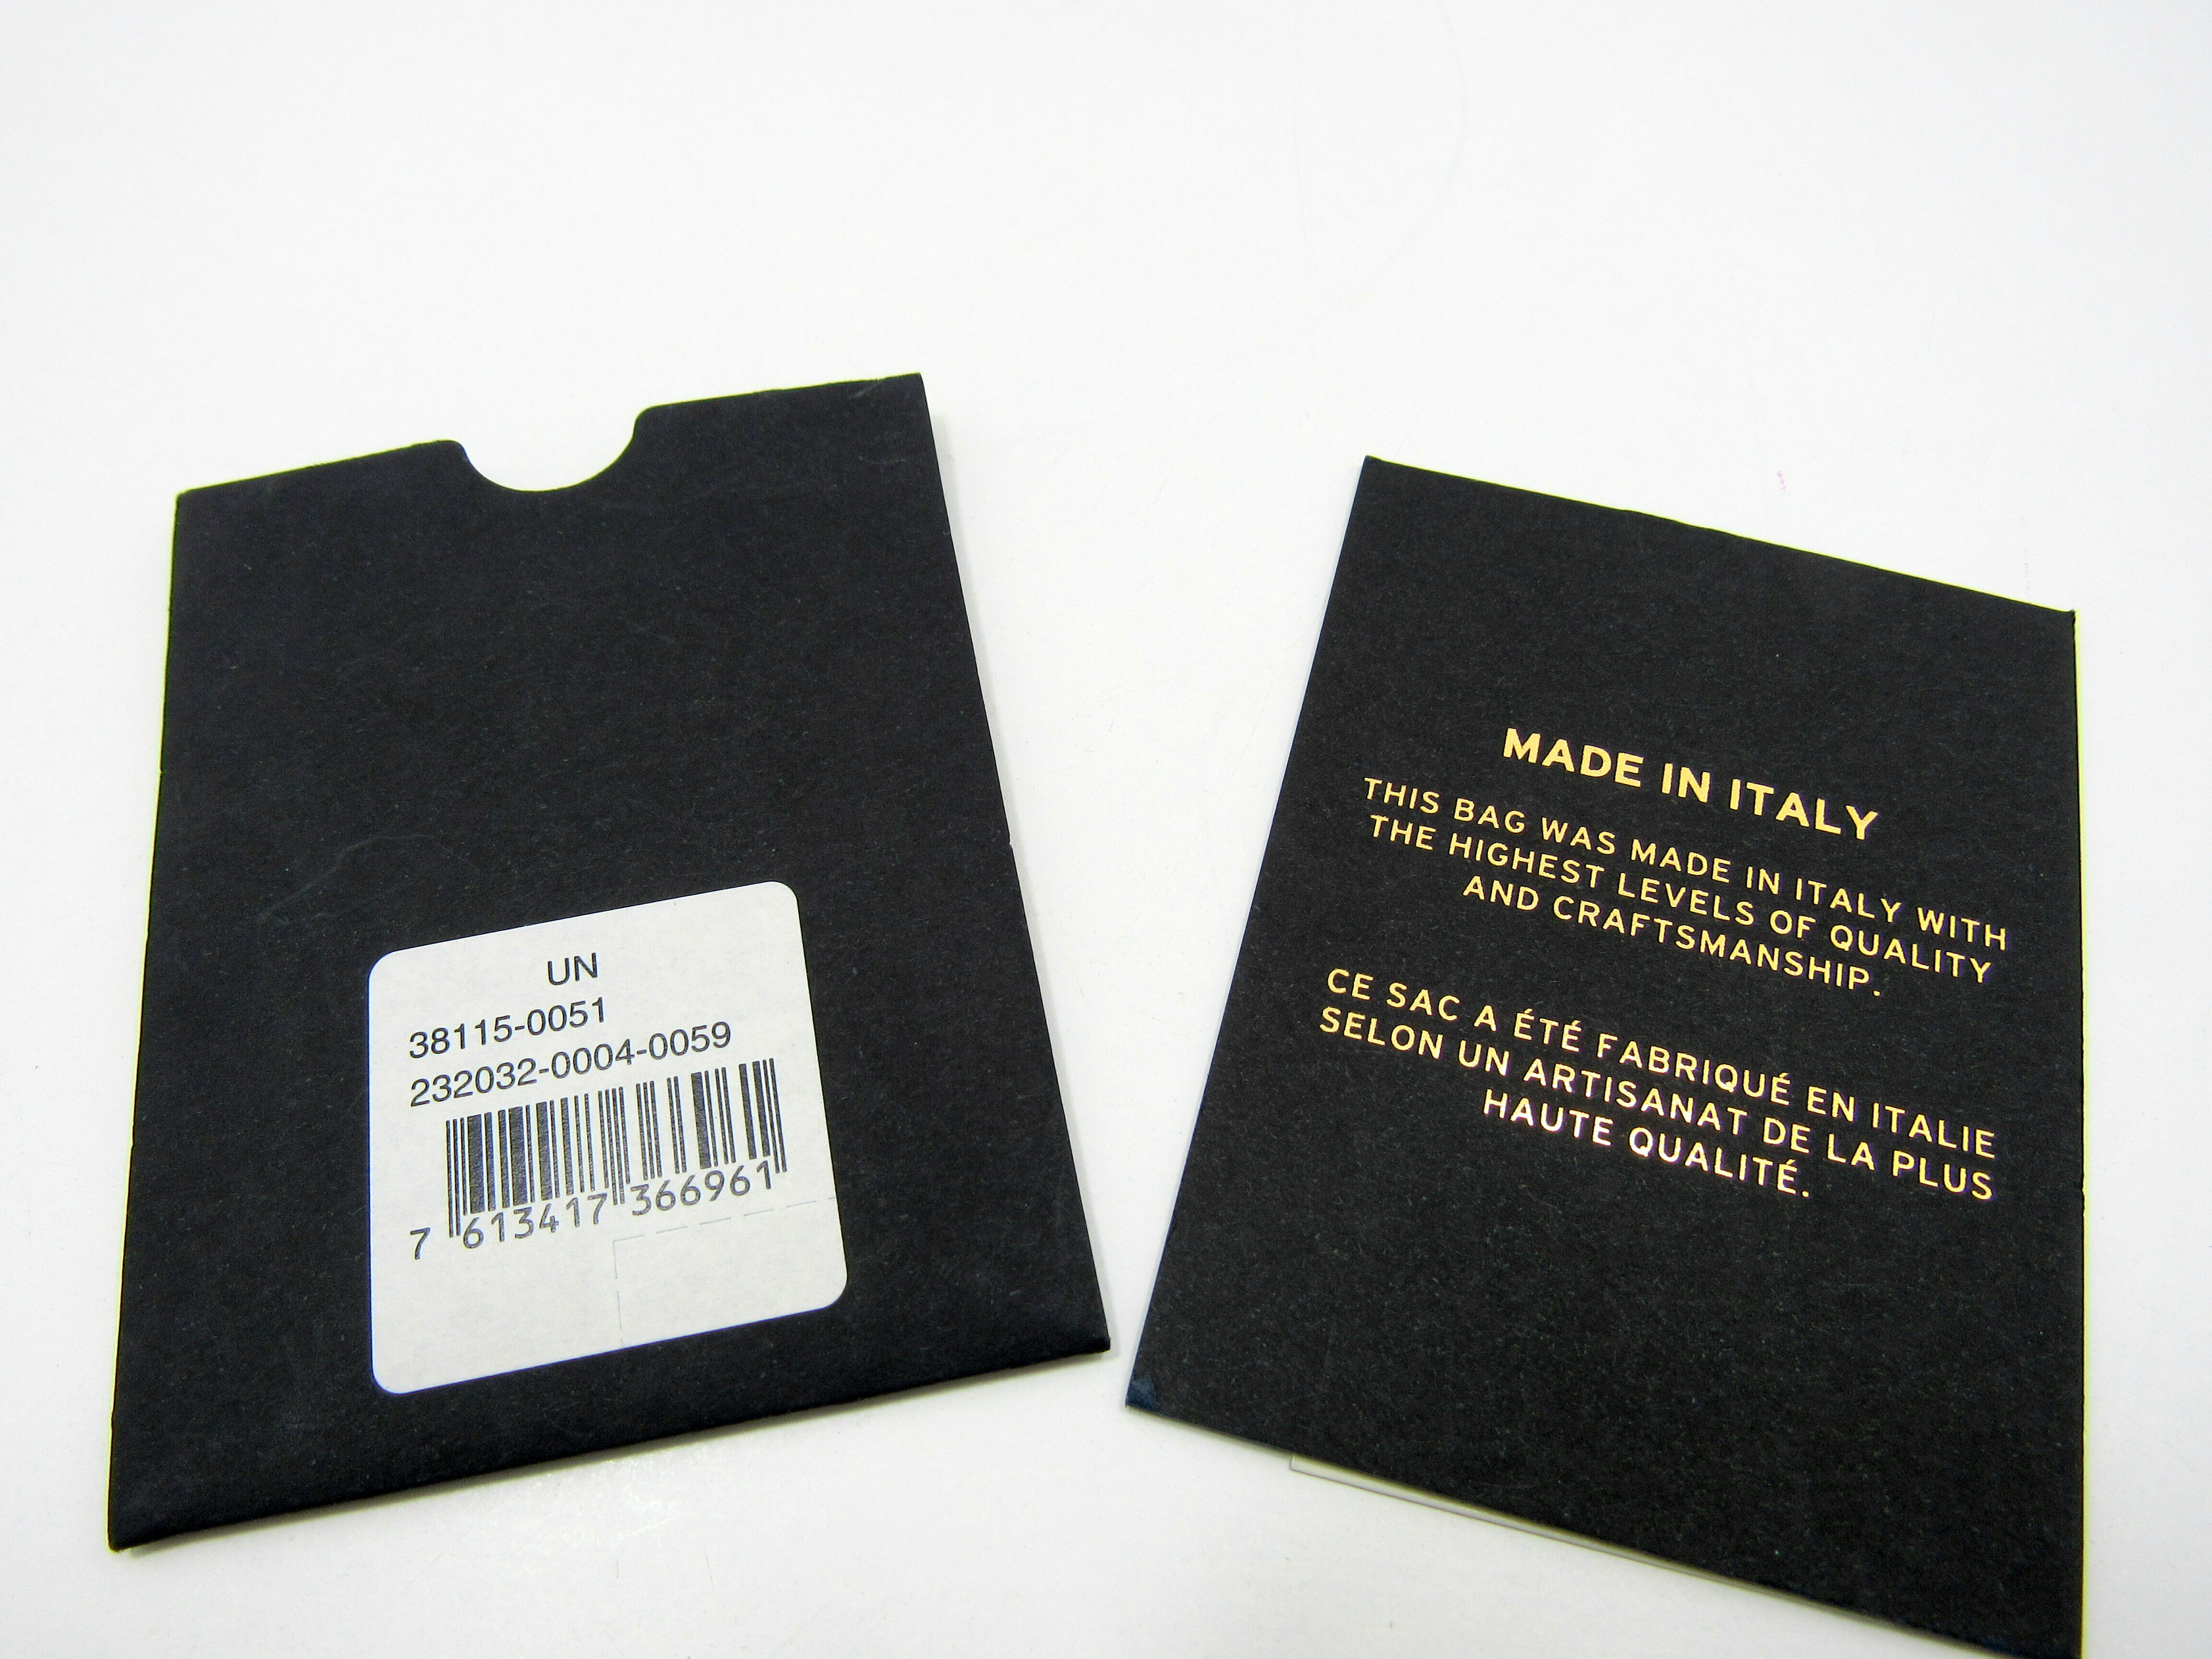 UN
38115-0051
232032-0004-0059
7 613417 366961
MADE IN ITALY
THIS BAG WAS MADE IN ITALY WITH
THE HIGHEST LEVELS OF QUALITY
AND CRAFTSMANSHIP.
CE SAC A ÉTÉ FABRIQUÉ EN ITALIE
SELON UN ARTISANAT DE LA PLUS
HAUTE QUALITÉ.